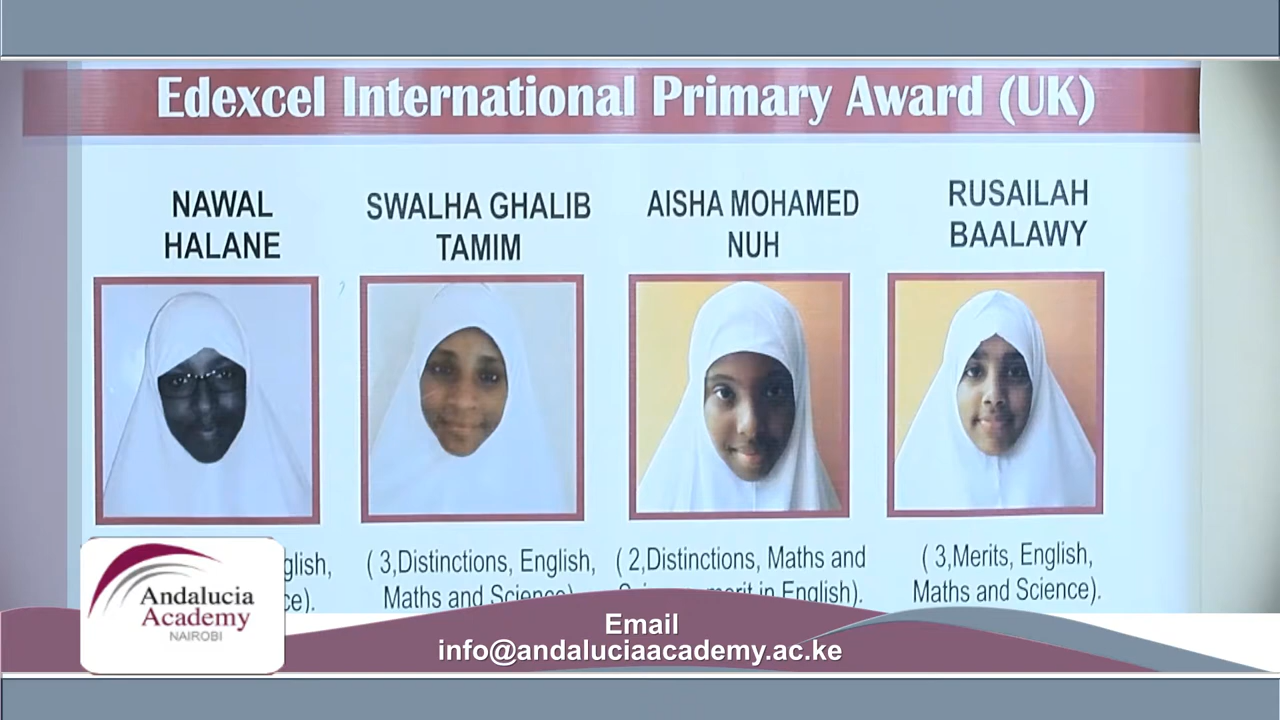 Edexcel International Primary Award (UK)
NAWAL
HALANE
SWALHA GHALIB
TAMIM
AISHA MOHAMED
NUH
RUSAILAH
BAALAWY
glish,
ce).
( 3,Distinctions, English,
Maths and Science).
( 2,Distinctions, Maths and
Science, merit in English).
( 3,Merits, English,
Maths and Science).
Andalucia
Academy
NAIROBI
Email
info@andaluciaacademy.ac.ke